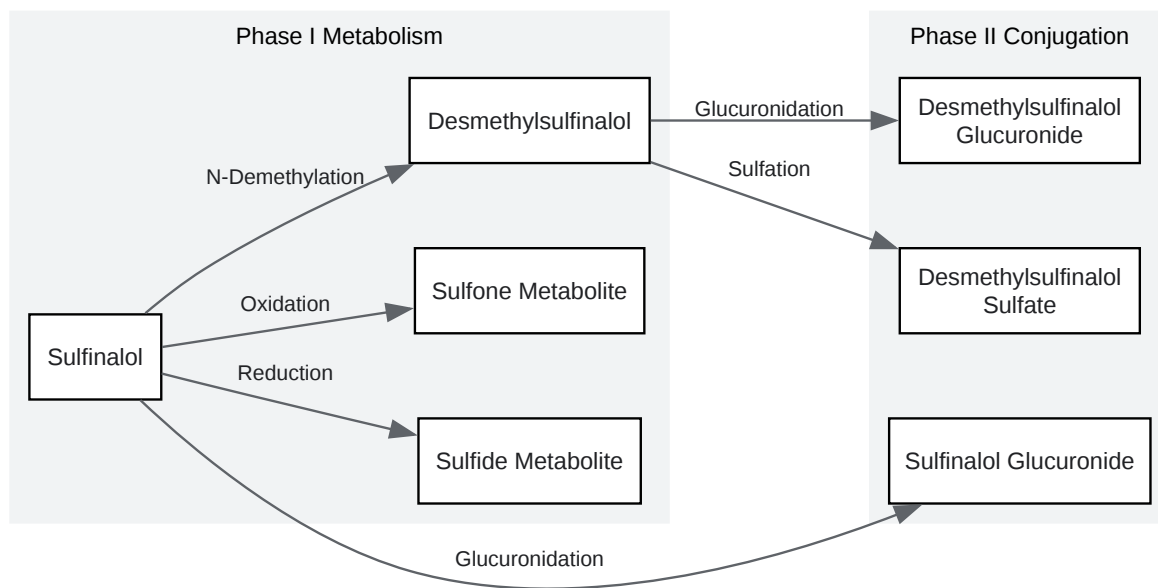 Phase I Metabolism
Phase II Conjugation
Desmethylsulfinalol
Glucuronidation
Desmethylsulfinalol
Glucuronide
N-Demethylation
Sulfation
Oxidation
Sulfone Metabolite
Desmethylsulfinalol
Sulfate
Sulfinalol
Reduction
Sulfide Metabolite
Sulfinalol Glucuronide
Glucuronidation